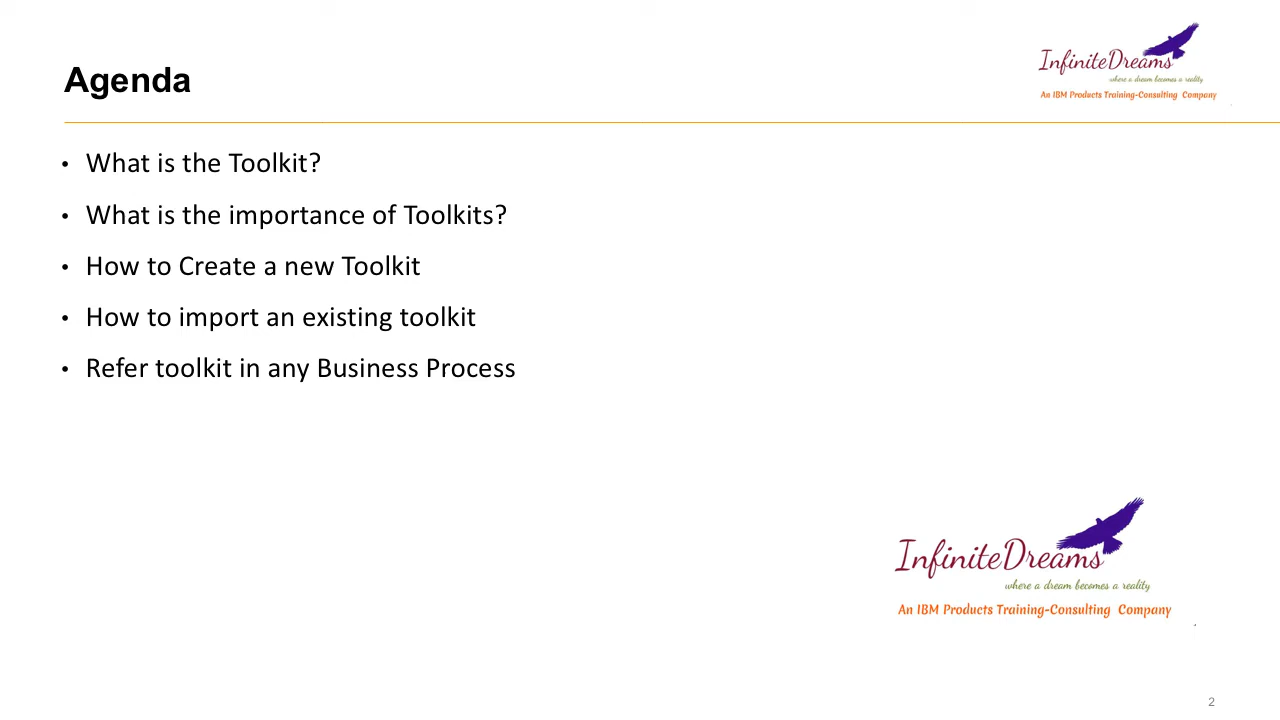 InfiniteDreams
where a dream becomes a reality
An IBM Products Training-Consulting Company
Agenda
• What is the Toolkit?
• What is the importance of Toolkits?
• How to Create a new Toolkit
• How to import an existing toolkit
• Refer toolkit in any Business Process
InfiniteDreams
where a dream becomes a reality
An IBM Products Training-Consulting Company
2